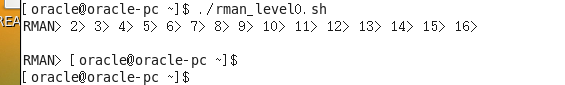 [oracle@oracle-pc ~]$ ./rman_level0.sh
REA
RMAN> 2> 3> 4> 5> 6> 7> 8> 9> 10> 11> 12> 13> 14> 15> 16>
RMAN> [oracle@oracle-pc ~]$
[oracle@oracle-pc ~]$